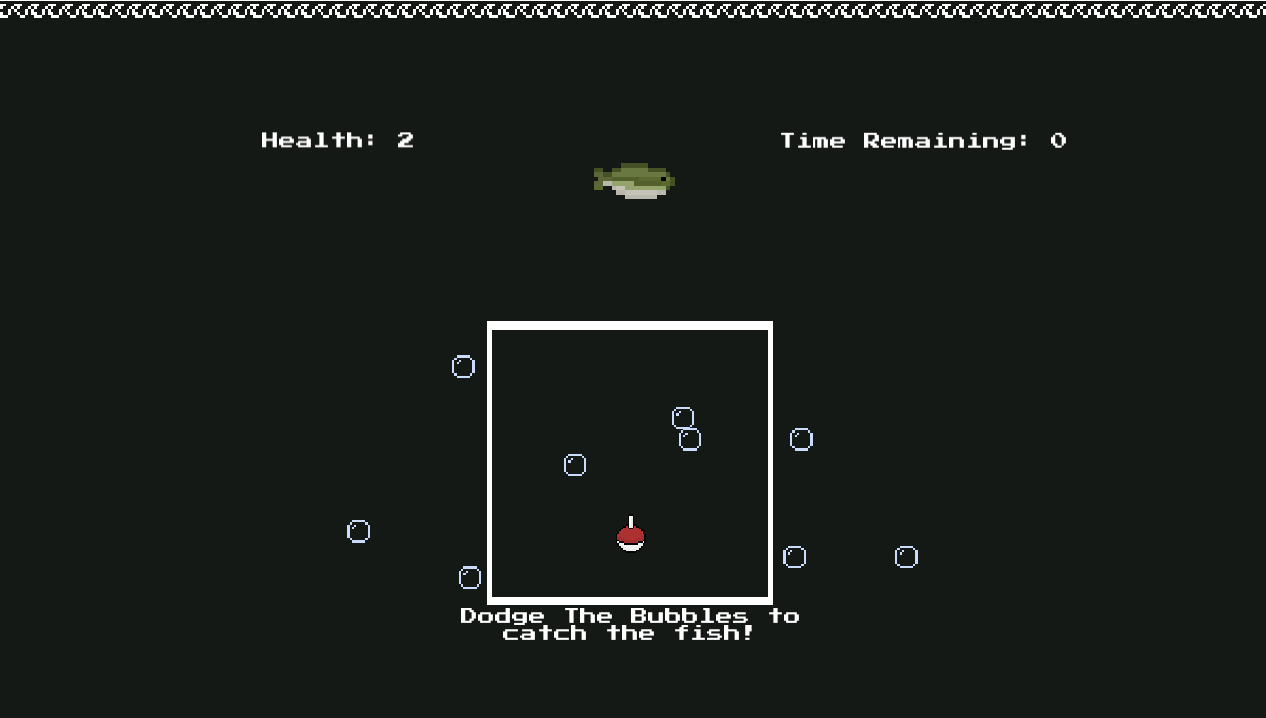 Health: 2
Time Remaining: 0
Dodge The Bubbles to
catch the fish!